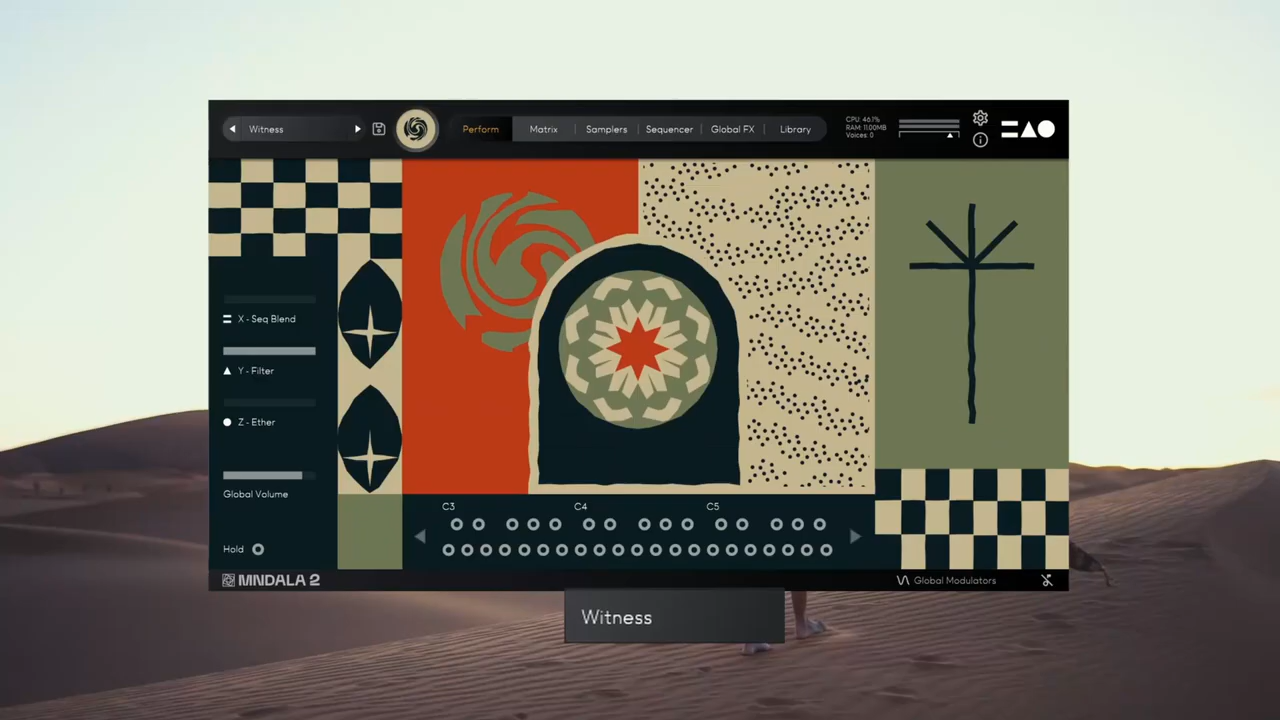 Witness
Perform
Matrix
Samplers
Sequencer
Global FX
Library
CPU: 46.1%
RAM: 11.00MB
Voices: 0
X - Seq Blend
Y - Filter
Z - Ether
Global Volume
Hold
C3
C4
C5
MNDALA 2
Global Modulators
Witness